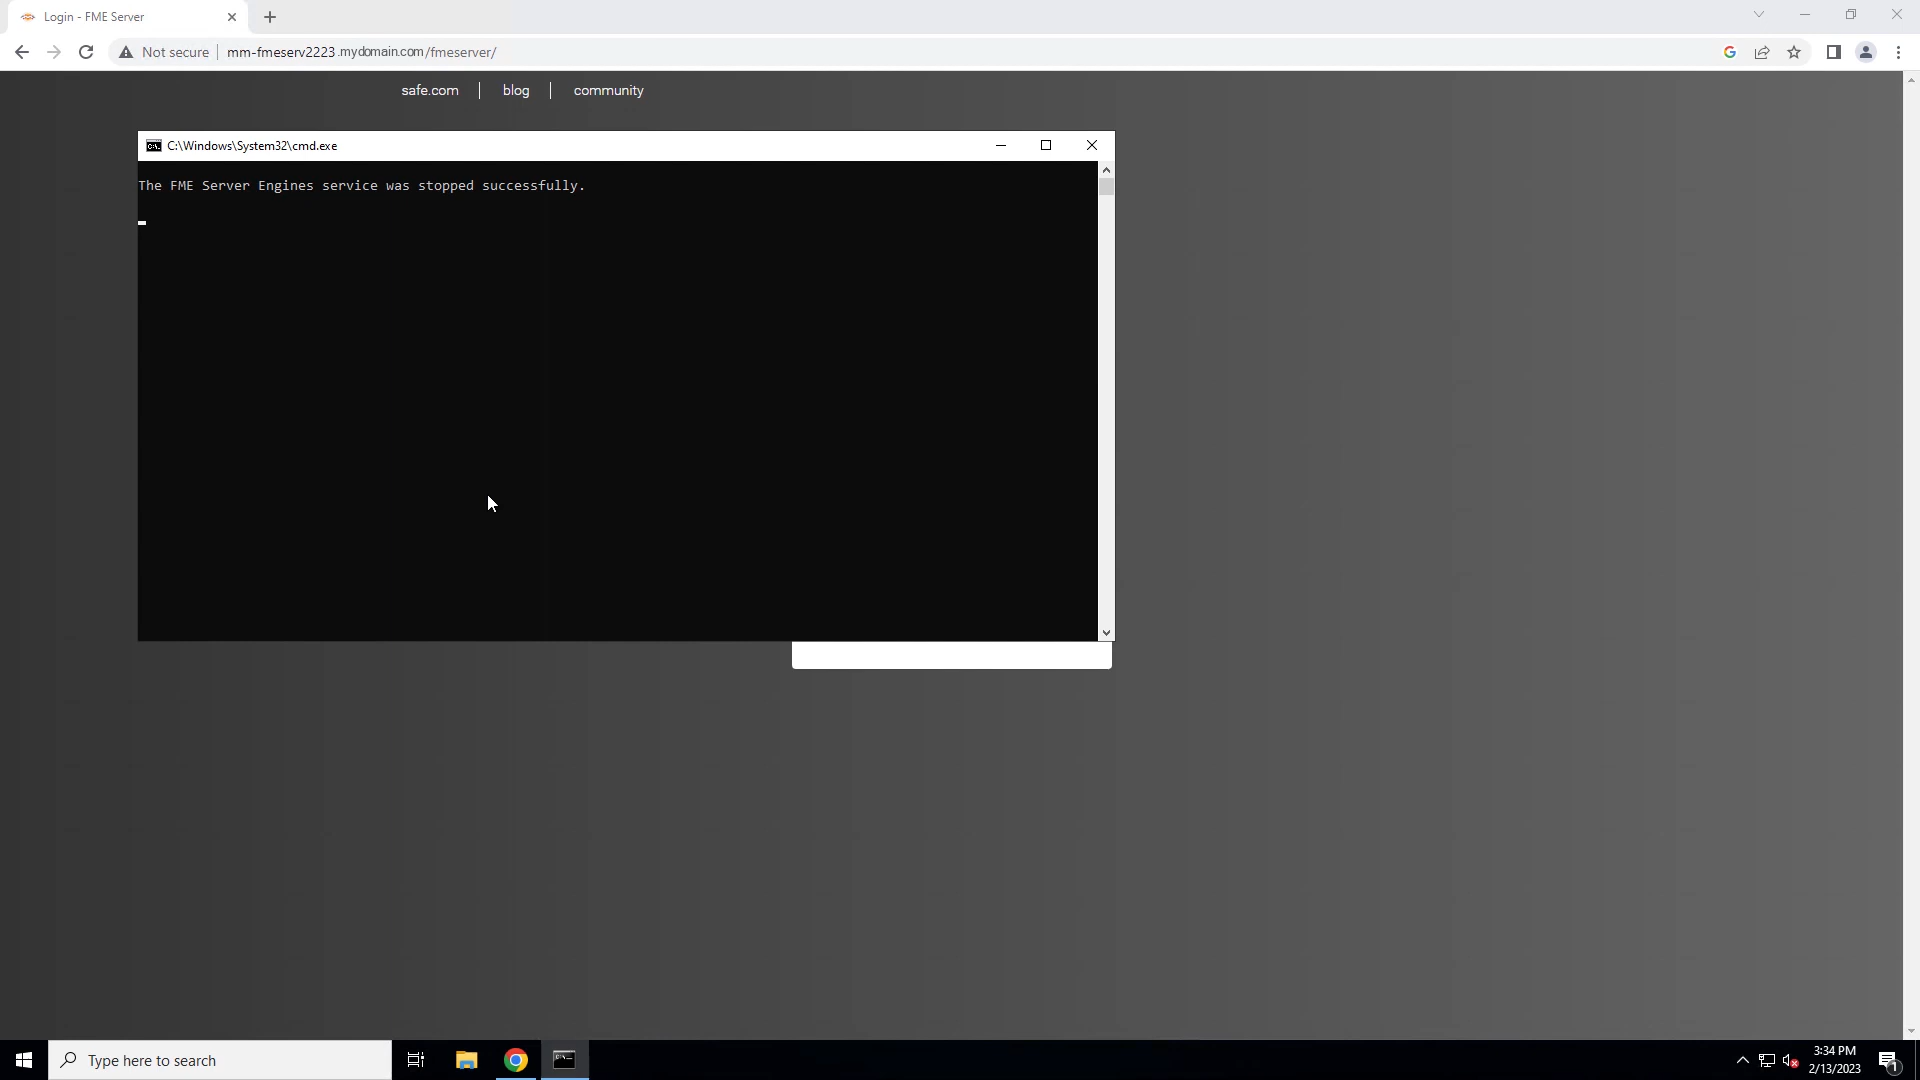 Login - FME Server
Not secure
mm-fmeserv2223.mydomain.com/fmeserver/
safe.com
blog
community
C:\Windows\System32\cmd.exe
The FME Server Engines service was stopped successfully.
Type here to search
3:34 PM
2/13/2023
1